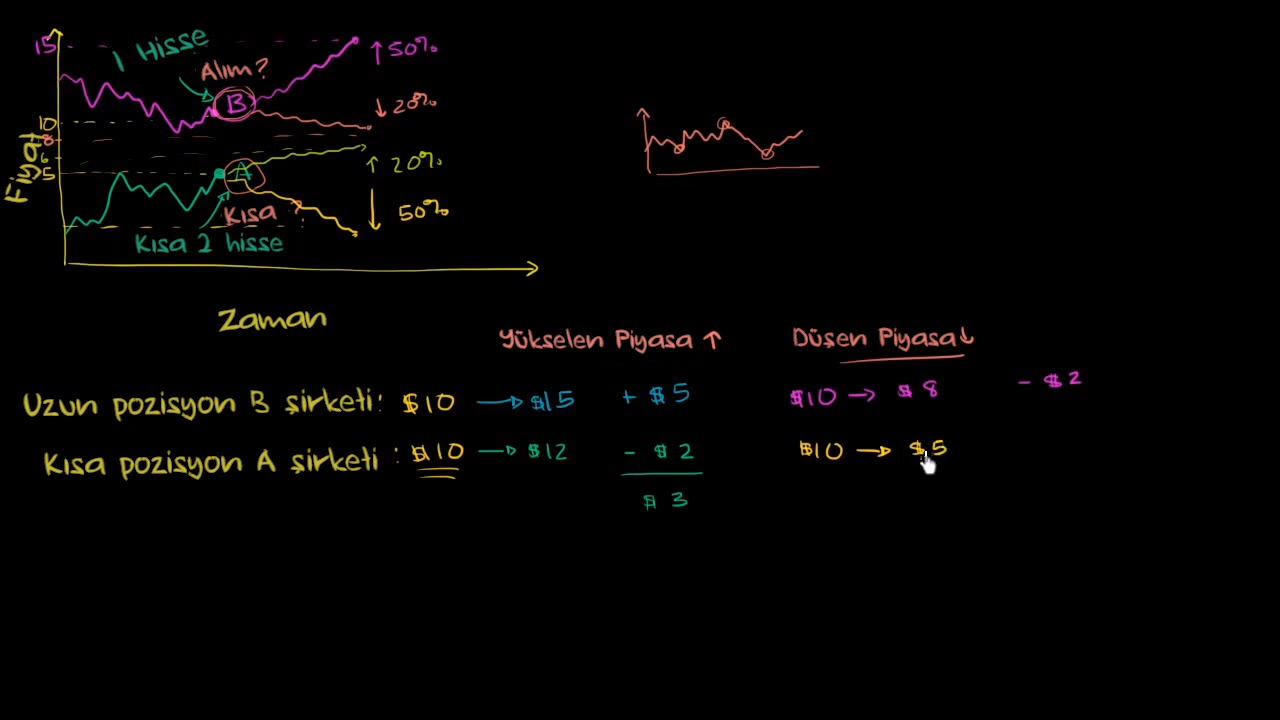 15
1 Hisse
↑ 50%
Alım?
B
↓ 20%
10
8
6
5
Fiyat
A
↑ 20%
Kısa ?
↓ 50%
Kısa 2 hisse
Zaman
Yükselen Piyasa ↑ Düşen Piyasa ↓
Uzun pozisyon B şirketi: $10 → $15 + $5 $10 → $8 - $2
Kısa pozisyon A şirketi : $10 → $12 - $2 $10 → $5
$ 3